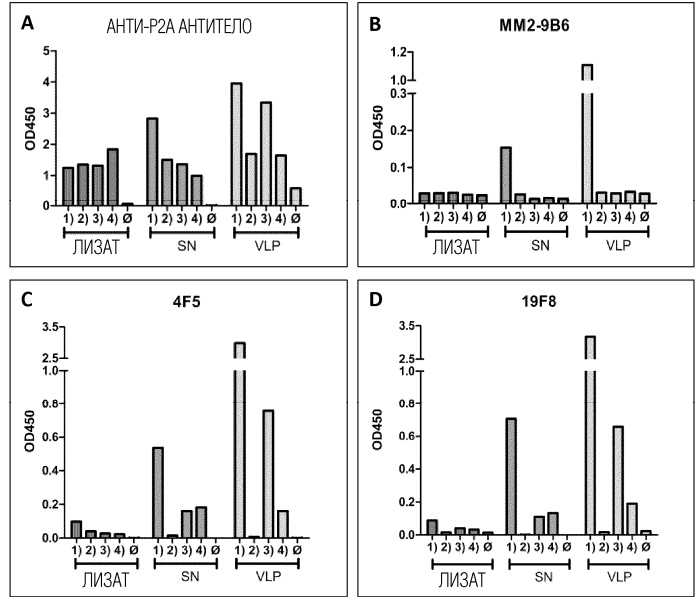 A
АНТИ-P2A АНТИТЕЛО
5
4
3
2
1
0
OD450
1) 2) 3) 4) Ø 1) 2) 3) 4) Ø 1) 2) 3) 4) Ø
ЛИЗАТ SN VLP
B
MM2-9B6
1.2
1.0
0.3
0.2
0.1
0.0
OD450
1) 2) 3) 4) Ø 1) 2) 3) 4) Ø 1) 2) 3) 4) Ø
ЛИЗАТ SN VLP
C
4F5
3.5
2.5
1.0
0.8
0.6
0.4
0.2
0.0
OD450
1) 2) 3) 4) Ø 1) 2) 3) 4) Ø 1) 2) 3) 4) Ø
ЛИЗАТ SN VLP
D
19F8
3.5
2.5
1.0
0.8
0.6
0.4
0.2
0.0
OD450
1) 2) 3) 4) Ø 1) 2) 3) 4) Ø 1) 2) 3) 4) Ø
ЛИЗАТ SN VLP